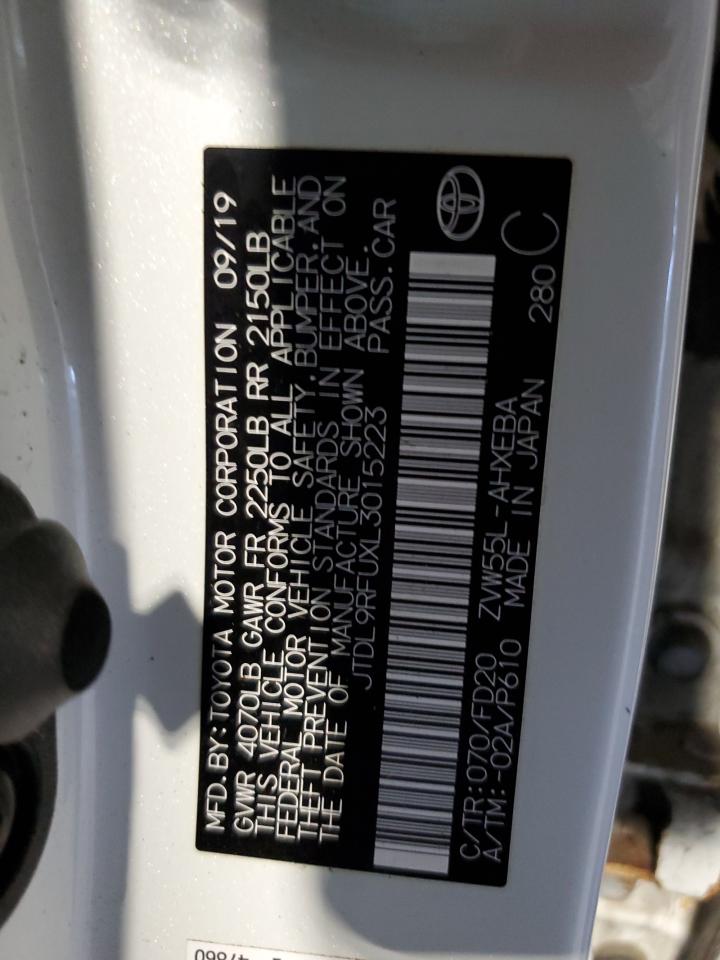 MFD.BY:TOYOTA MOTOR CORPORATION 09/19
GVWR 4070LB GAWR FR 2250LB RR 2150LB
THIS VEHICLE CONFORMS TO ALL APPLICABLE
FEDERAL MOTOR VEHICLE SAFETY,BUMPER,AND
THEFT PREVENTION STANDARDS IN EFFECT ON
THE DATE OF MANUFACTURE SHOWN ABOVE.
JTDL9RFUXL3015223 PASS.CAR
C/TR:070/FD20 ZVW55L-AHXEBA
A/TM:-02A/P610 MADE IN JAPAN 280 C